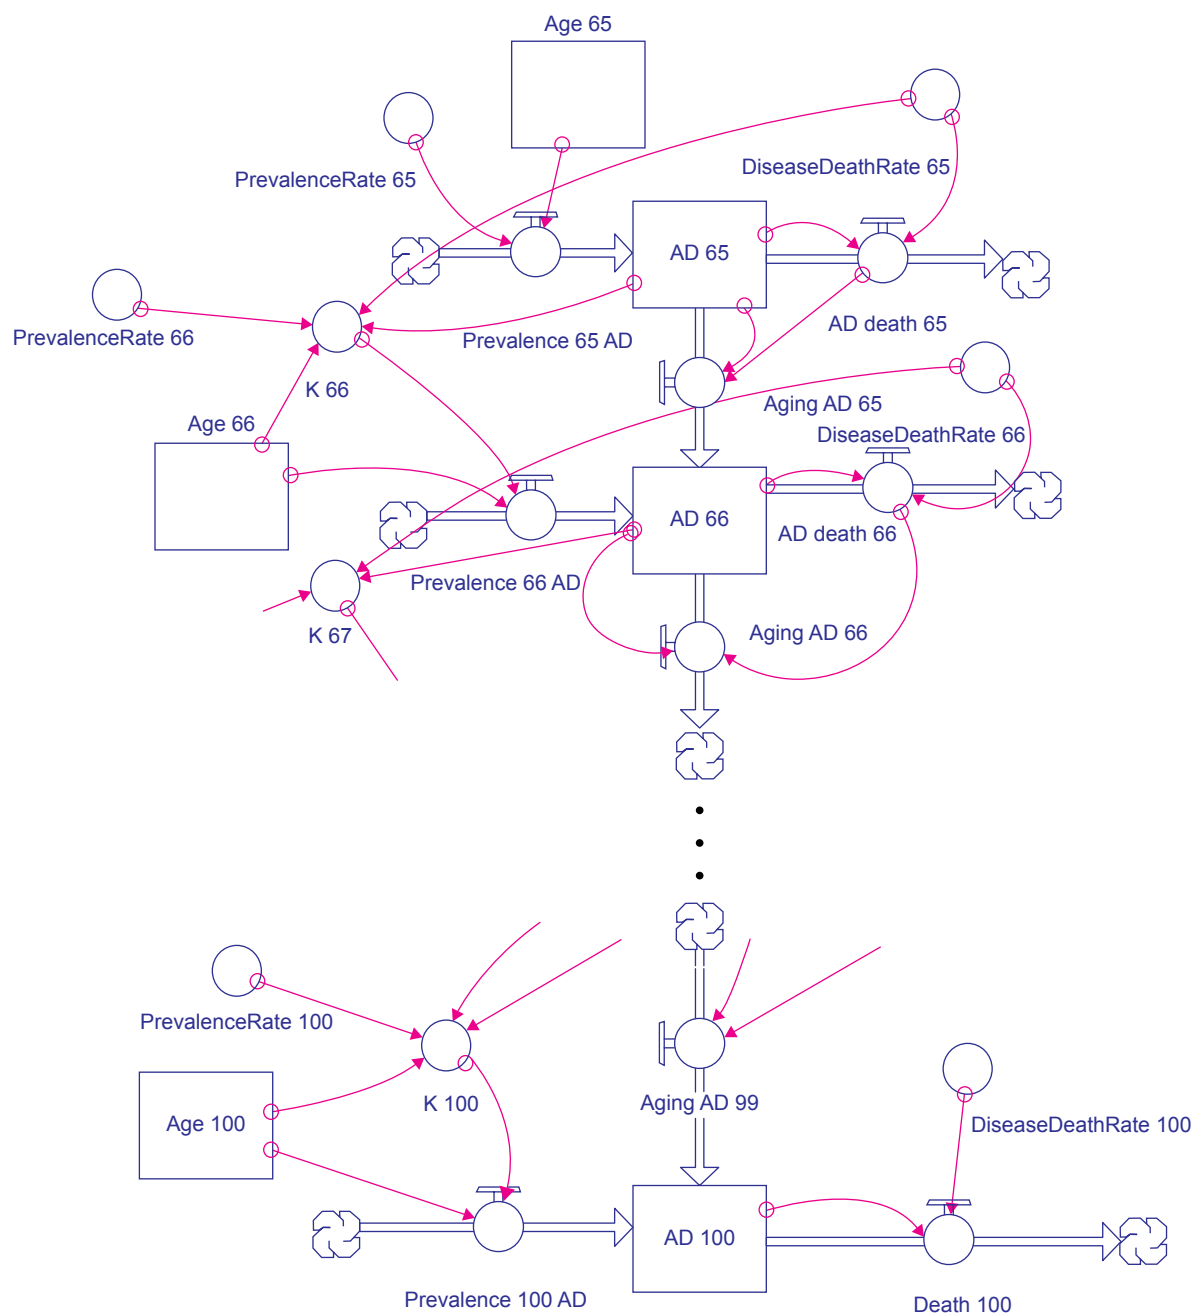 Age 65
PrevalenceRate 65
DiseaseDeathRate 65
AD 65
PrevalenceRate 66
Prevalence 65 AD
AD death 65
K 66
Age 66
Aging AD 65
DiseaseDeathRate 66
AD 66
AD death 66
Prevalence 66 AD
K 67
Aging AD 66
PrevalenceRate 100
K 100
Aging AD 99
Age 100
DiseaseDeathRate 100
AD 100
Prevalence 100 AD
Death 100